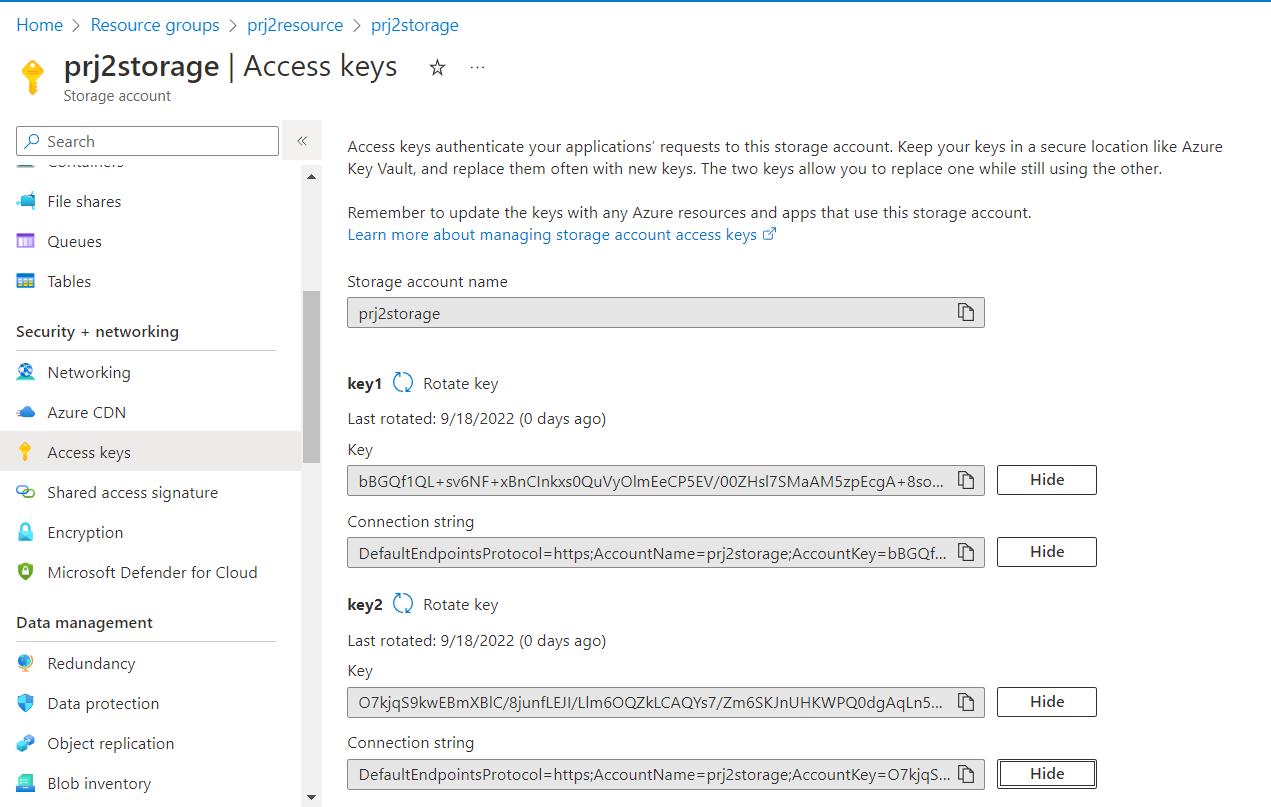 Home > Resource groups > prj2resource > prj2storage
prj2storage | Access keys
Storage account
Search
File shares
Queues
Tables
Security + networking
Networking
Azure CDN
Access keys
Shared access signature
Encryption
Microsoft Defender for Cloud
Data management
Redundancy
Data protection
Object replication
Blob inventory
Access keys authenticate your applications' requests to this storage account. Keep your keys in a secure location like Azure
Key Vault, and replace them often with new keys. The two keys allow you to replace one while still using the other.
Remember to update the keys with any Azure resources and apps that use this storage account.
Learn more about managing storage account access keys
Storage account name
prj2storage
key1 Rotate key
Last rotated: 9/18/2022 (0 days ago)
Key
bBGQf1QL+sv6NF+xBnCInkxs0QuVyOlmEeCP5EV/00ZHsl7SMaAM5zpEcgA+8so... Hide
Connection string
DefaultEndpointsProtocol=https;AccountName=prj2storage;AccountKey=bBGQf... Hide
key2 Rotate key
Last rotated: 9/18/2022 (0 days ago)
Key
O7kjqS9kwEBmXBlC/8junfLEJI/Llm6OQZkLCAQYs7/Zm6SKJnUHKWPQ0dgAqLn5... Hide
Connection string
DefaultEndpointsProtocol=https;AccountName=prj2storage;AccountKey=O7kjqS... Hide